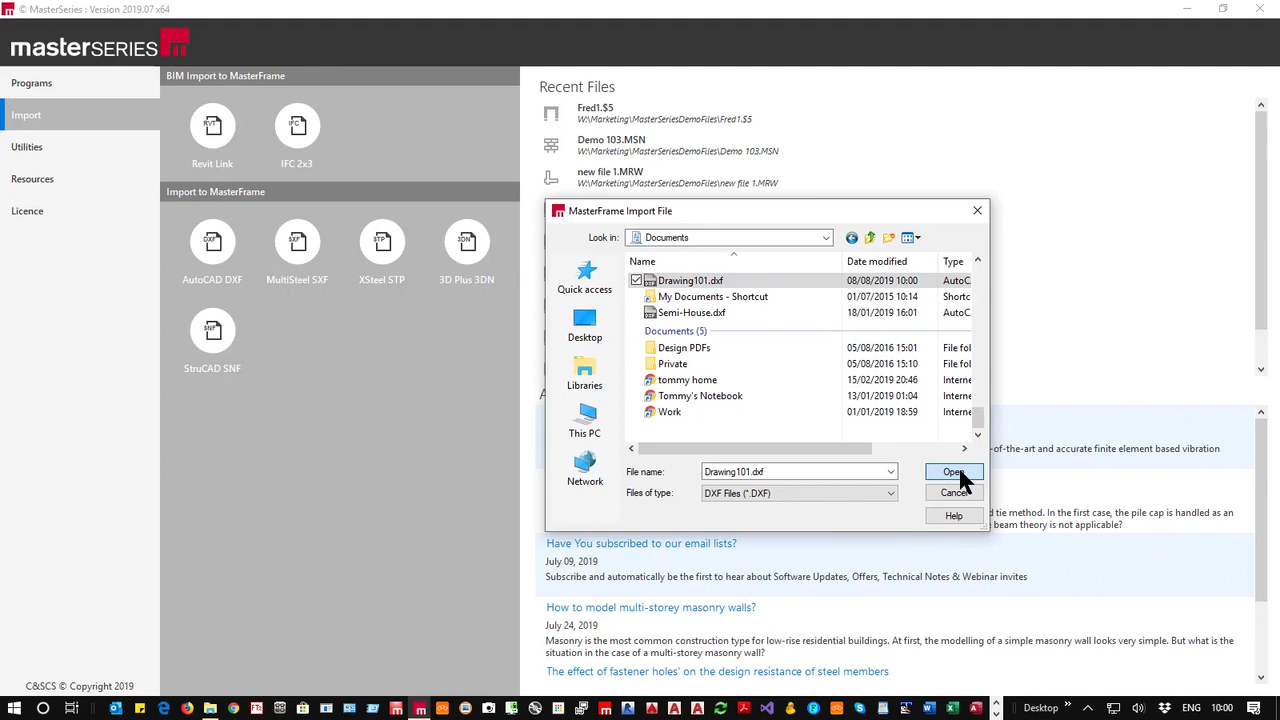 © MasterSeries : Version 2019.07 x64
masterSERIES m
Programs
Import
Utilities
Resources
Licence
C&SCS © Copyright 2019
BIM Import to MasterFrame
RVT
IFC
Revit Link
IFC 2x3
Import to MasterFrame
DXF
SXF
STP
3DN
AutoCAD DXF
MultiSteel SXF
XSteel STP
3D Plus 3DN
SNF
StruCAD SNF
Recent Files
Fred1.$5
W:\Marketing\MasterSeriesDemoFiles\Fred1.$5
Demo 103.MSN
W:\Marketing\MasterSeriesDemoFiles\Demo 103.MSN
new file 1.MRW
W:\Marketing\MasterSeriesDemoFiles\new file 1.MRW
MasterFrame Import File
Look in:
Documents
Quick access
Desktop
Libraries
This PC
Network
Name
Date modified
Type
Drawing101.dxf
08/08/2019 10:00
AutoC
My Documents - Shortcut
01/07/2015 10:14
Shortc
Semi-House.dxf
18/01/2019 16:01
AutoC
Documents (5)
Design PDFs
05/08/2016 15:01
File fol
Private
05/08/2016 15:10
File fol
tommy home
15/02/2019 20:46
Interne
Tommy's Notebook
13/01/2019 01:04
Interne
Work
01/01/2019 18:59
Interne
File name:
Drawing101.dxf
Open
Files of type:
DXF Files (*.DXF)
Cancel
Help
-of-the-art and accurate finite element based vibration
d tie method. In the first case, the pile cap is handled as an
e beam theory is not applicable?
Have You subscribed to our email lists?
July 09, 2019
Subscribe and automatically be the first to hear about Software Updates, Offers, Technical Notes & Webinar invites
How to model multi-storey masonry walls?
July 24, 2019
Masonry is the most common construction type for low-rise residential buildings. At first, the modelling of a simple masonry wall looks very simple. But what is the
situation in the case of a multi-storey masonry wall?
The effect of fastener holes' on the design resistance of steel members
Desktop
ENG
10:00